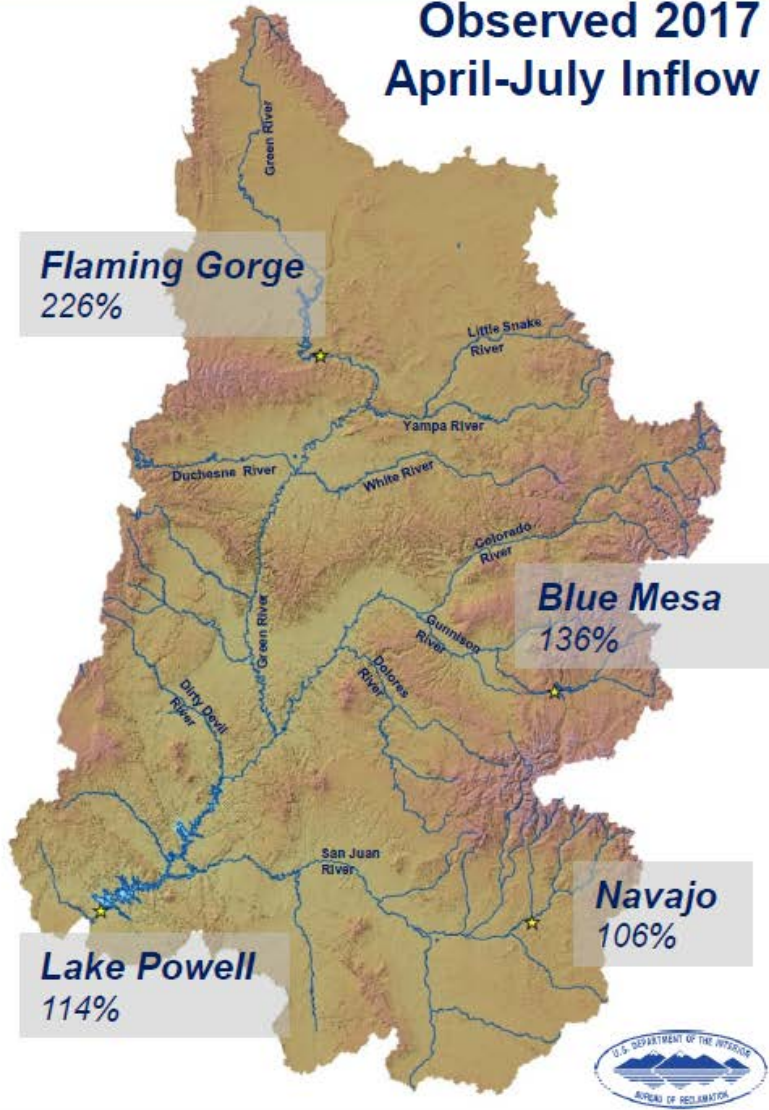 Observed 2017
April-July Inflow
Green River
Flaming Gorge
226%
Little Snake
River
Yampa River
Duchesne River
White River
Colorado
River
Blue Mesa
136%
Gunnison
River
Green River
Dolores
River
Dirty Devil
River
San Juan
River
Navajo
106%
Lake Powell
114%
U.S. DEPARTMENT OF THE INTERIOR
BUREAU OF RECLAMATION